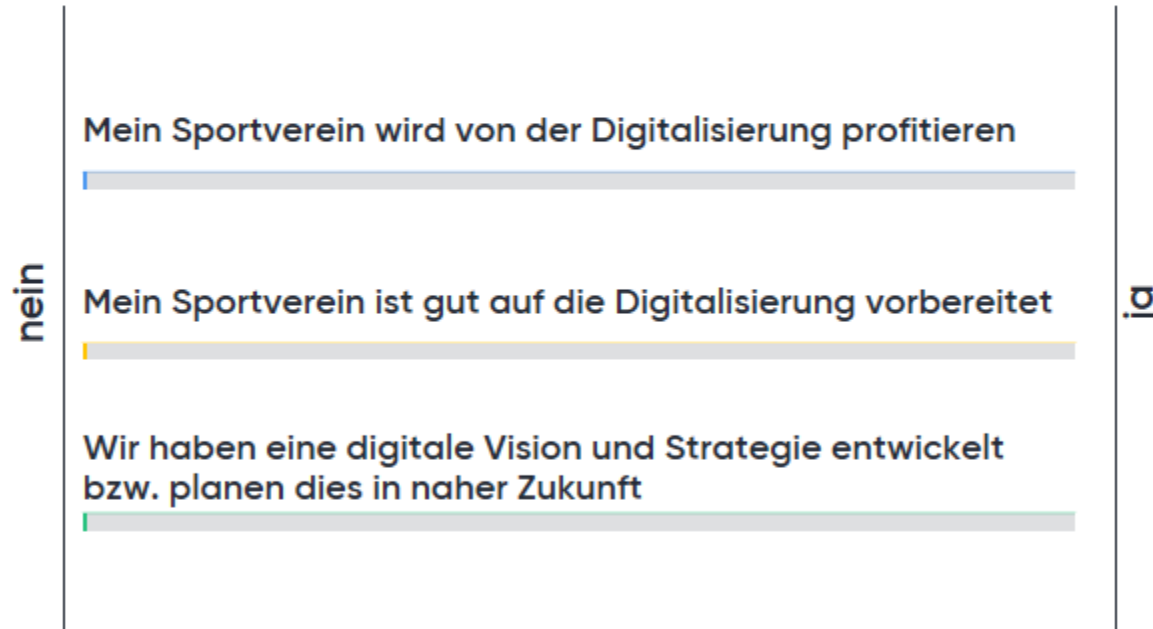 Mein Sportverein wird von der Digitalisierung profitieren
nein
Mein Sportverein ist gut auf die Digitalisierung vorbereitet
ja
Wir haben eine digitale Vision und Strategie entwickelt
bzw. planen dies in naher Zukunft